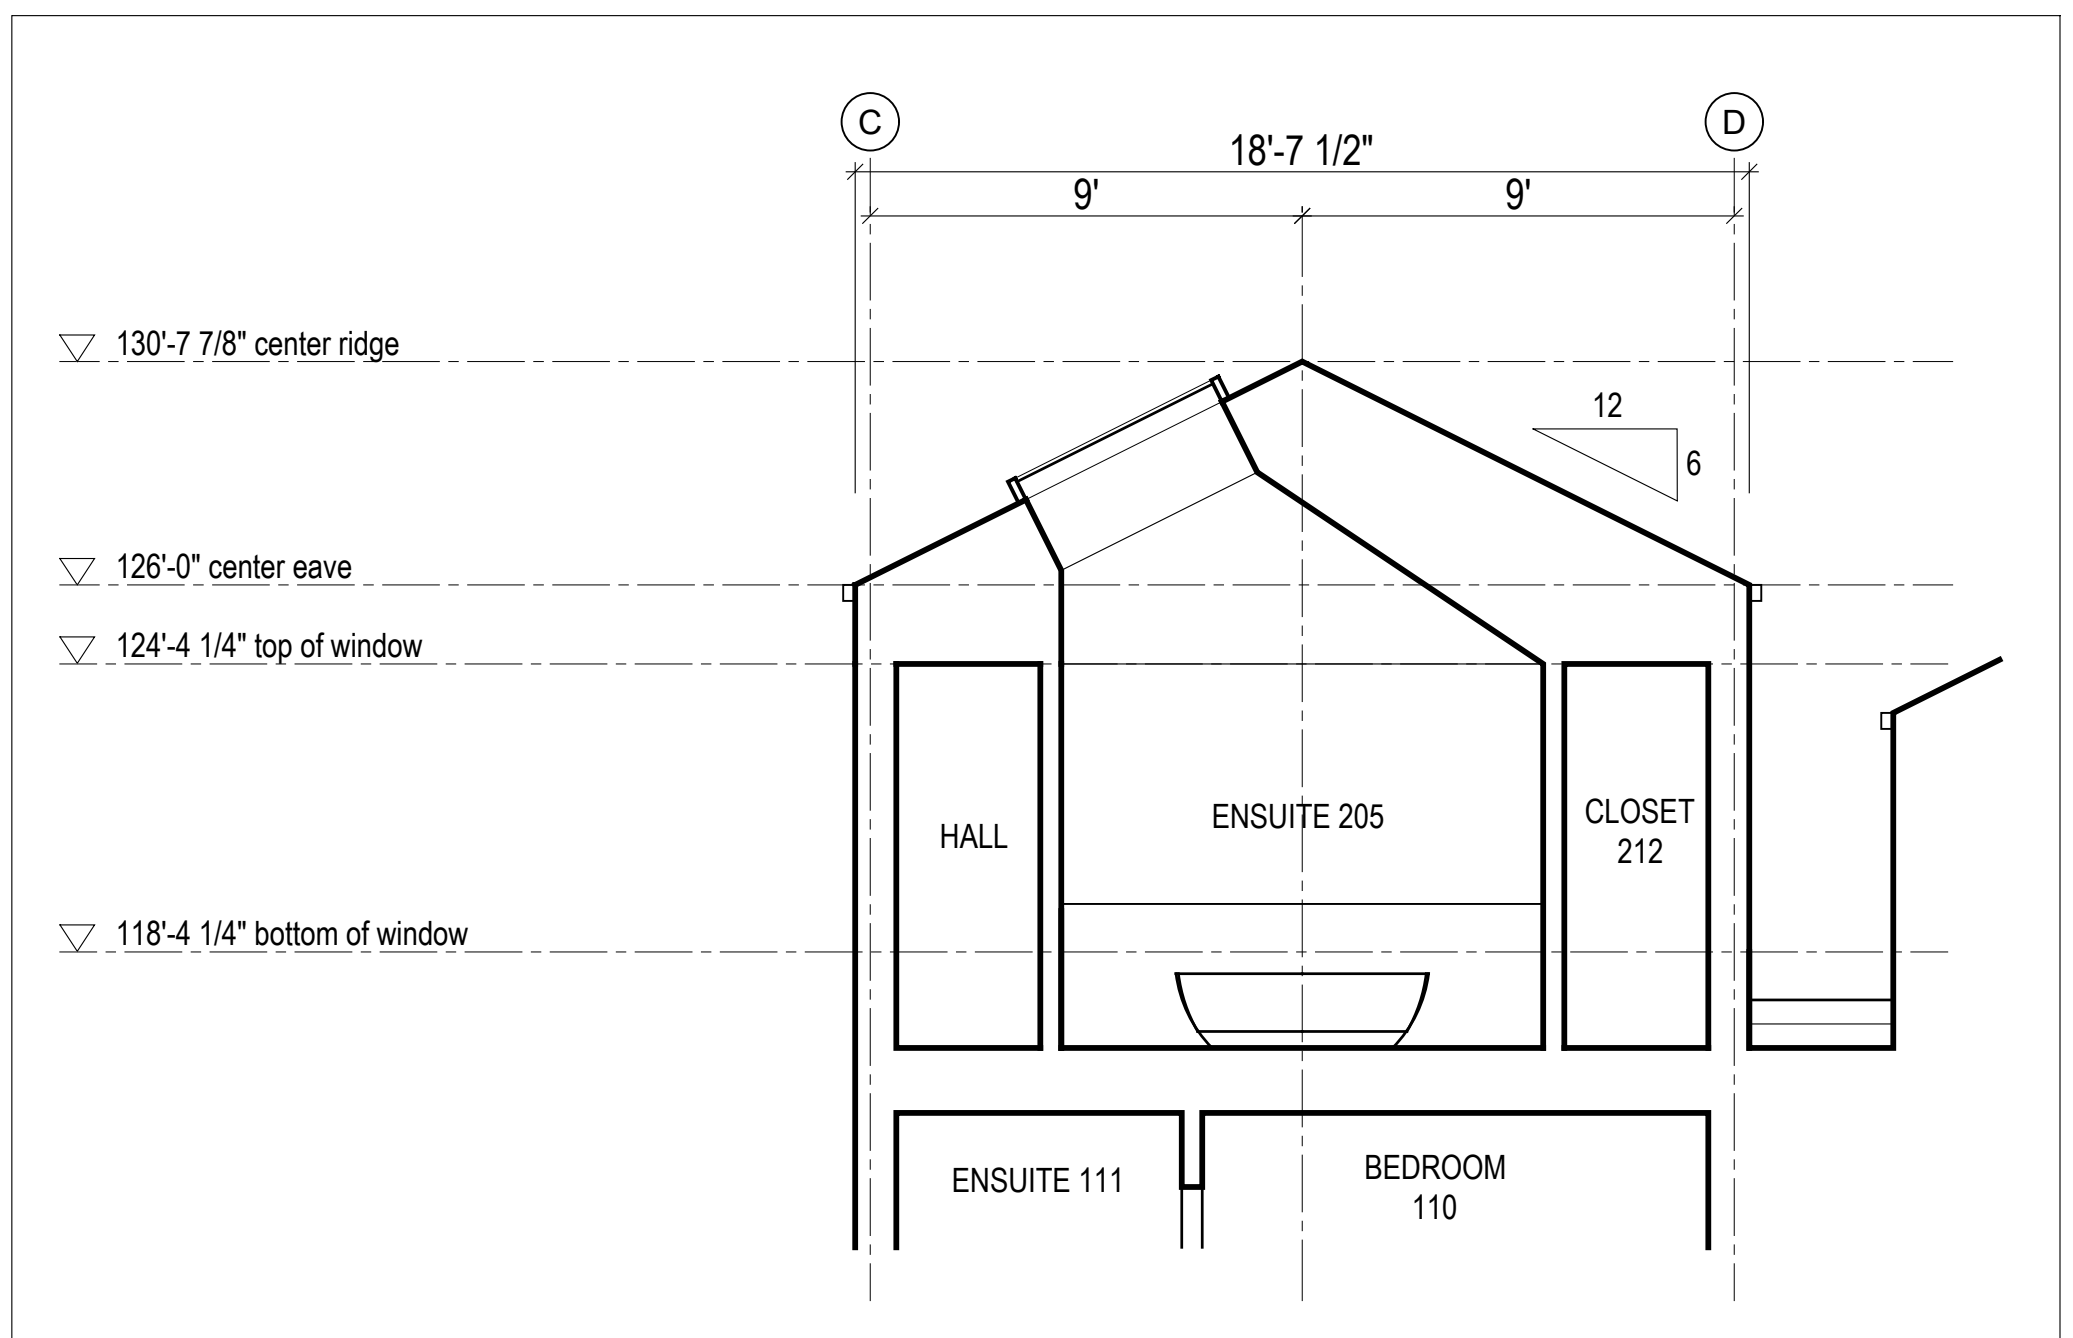 C
D
18'-7 1/2"
9'
9'
130'-7 7/8" center ridge
12
6
126'-0" center eave
124'-4 1/4" top of window
HALL
ENSUITE 205
CLOSET
212
118'-4 1/4" bottom of window
ENSUITE 111
BEDROOM
110